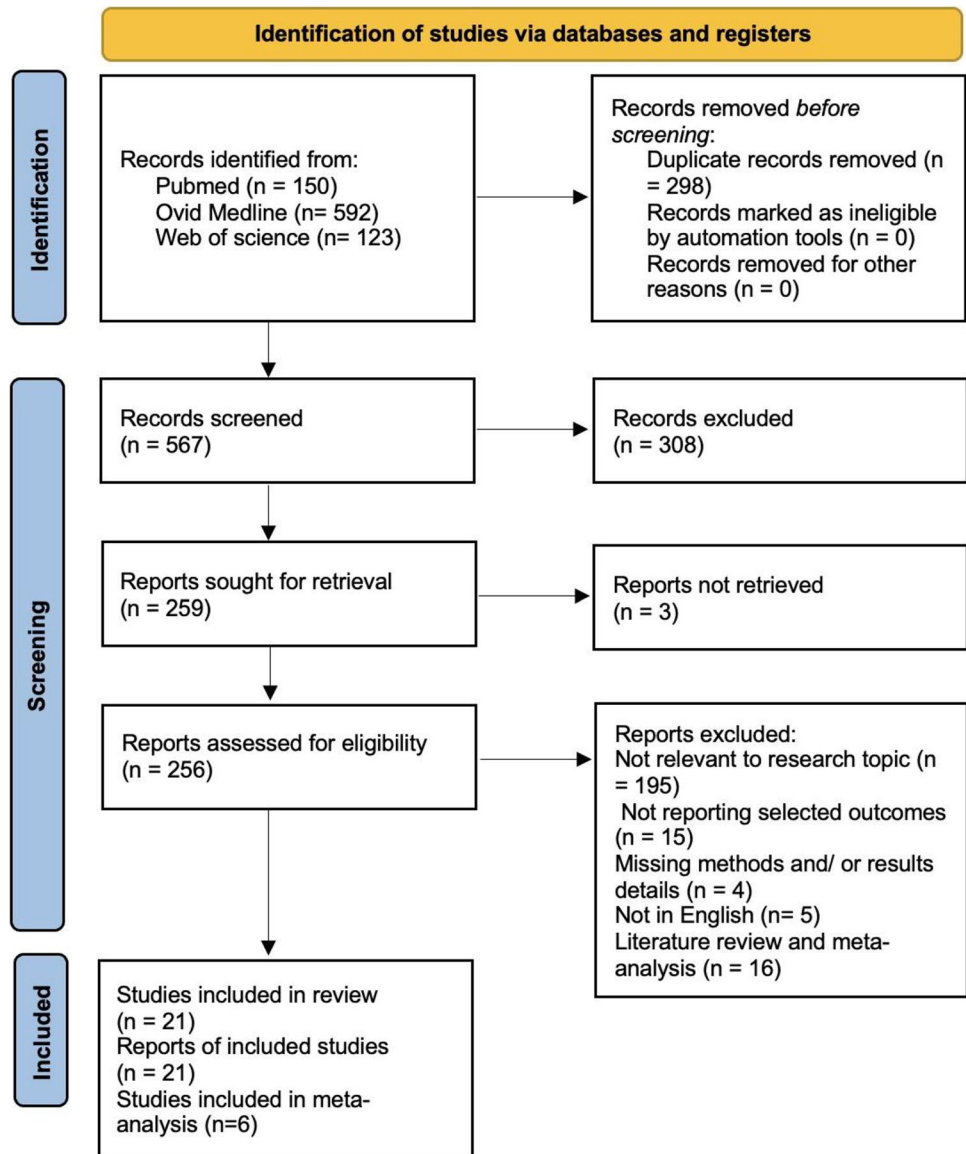 Identification of studies via databases and registers
Identification
Records identified from:
Pubmed (n = 150)
Ovid Medline (n= 592)
Web of science (n= 123)
Records removed before
screening:
Duplicate records removed (n
= 298)
Records marked as ineligible
by automation tools (n = 0)
Records removed for other
reasons (n = 0)
Screening
Records screened
(n = 567)
Records excluded
(n = 308)
Reports sought for retrieval
(n = 259)
Reports not retrieved
(n = 3)
Reports assessed for eligibility
(n = 256)
Reports excluded:
Not relevant to research topic (n
= 195)
Not reporting selected outcomes
(n = 15)
Missing methods and/ or results
details (n = 4)
Not in English (n= 5)
Literature review and meta-
analysis (n = 16)
Included
Studies included in review
(n = 21)
Reports of included studies
(n = 21)
Studies included in meta-
analysis (n=6)